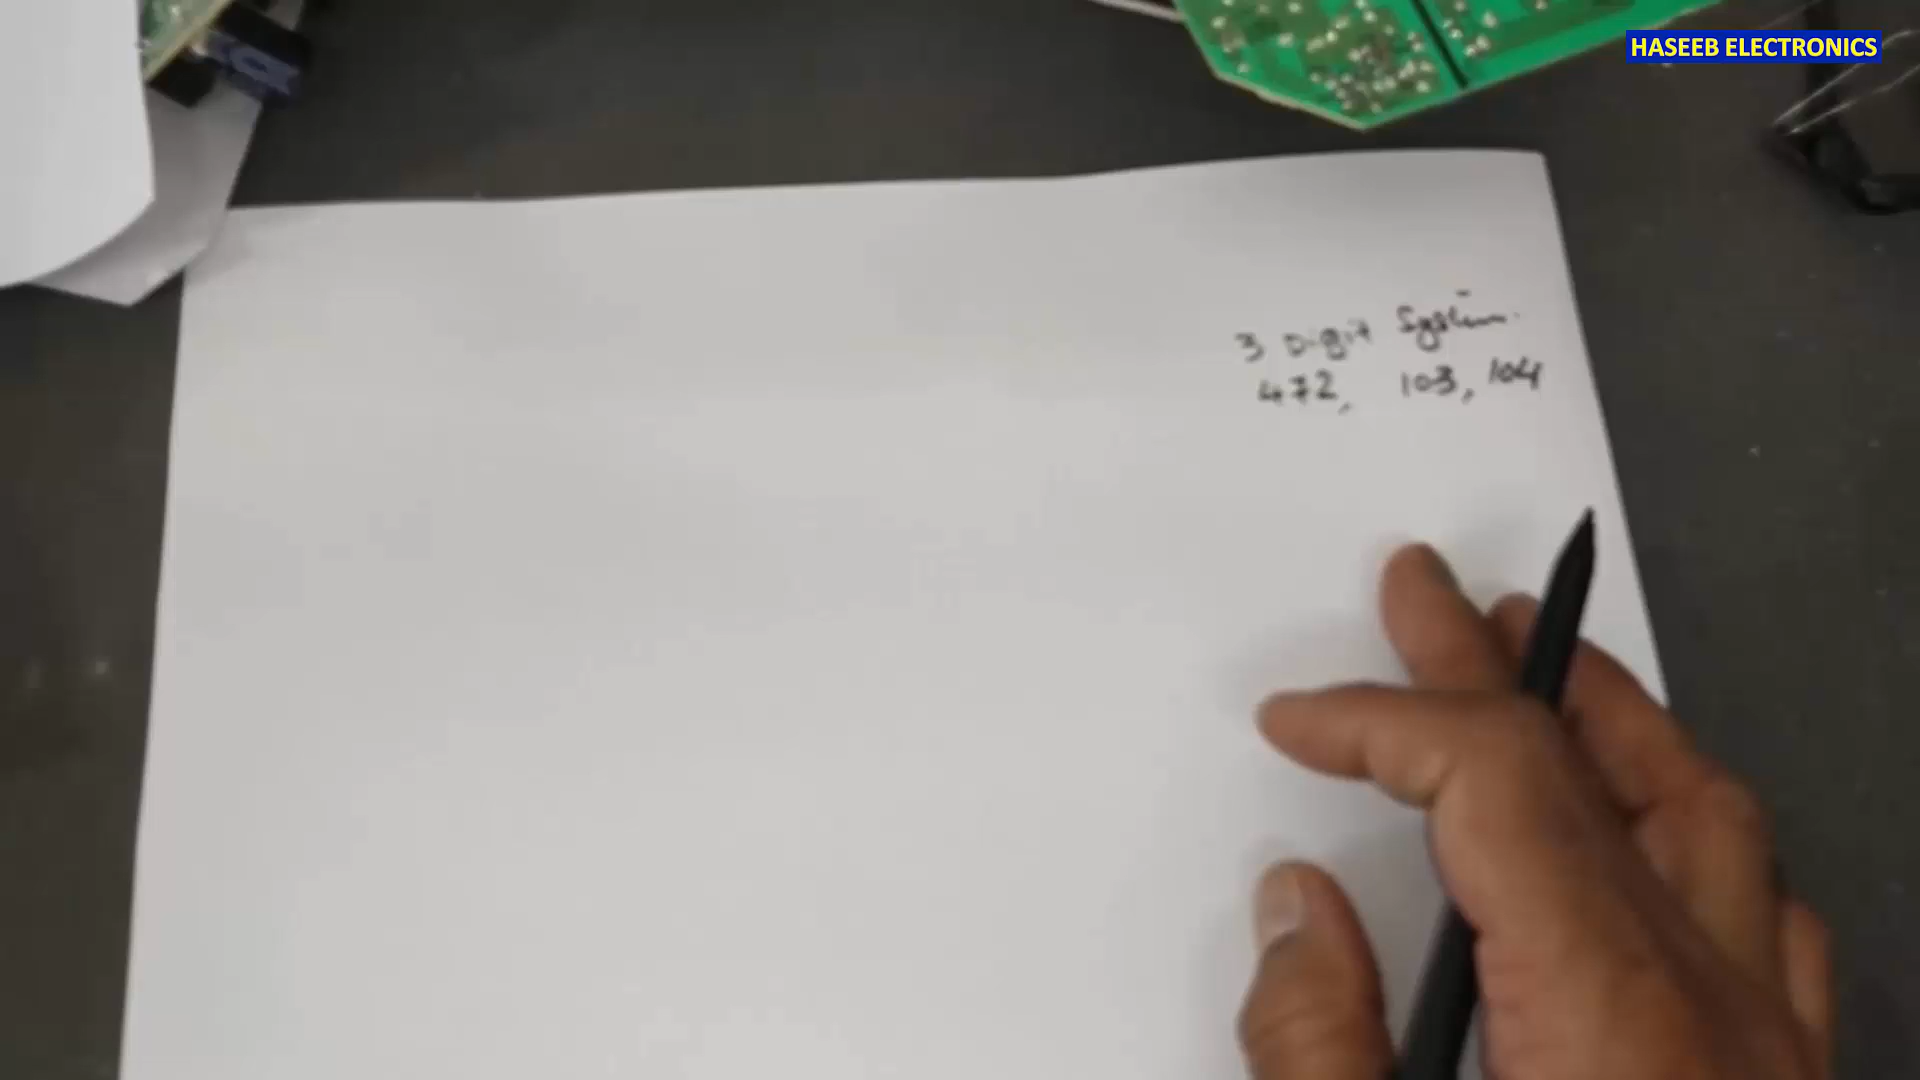 HASEEB ELECTRONICS
3 Digit System.
472, 103, 104